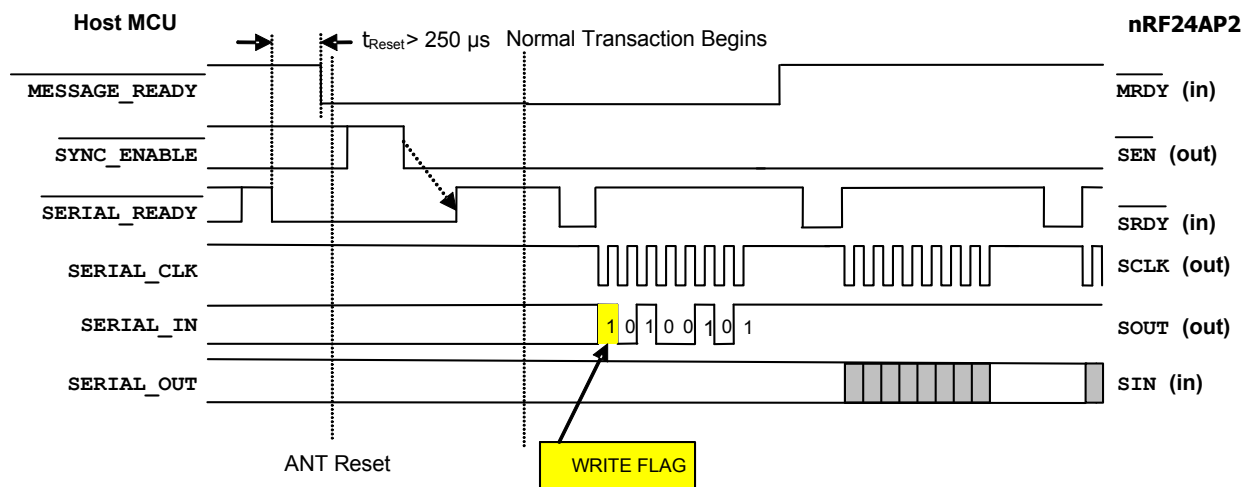 Host MCU
tReset> 250 µs Normal Transaction Begins
nRF24AP2
MESSAGE_READY
MRDY (in)
SYNC_ENABLE
SEN (out)
SERIAL_READY
SRDY (in)
SERIAL_CLK
SCLK (out)
SERIAL_IN
1 0 1 0 0 1 0 1
SOUT (out)
SERIAL_OUT
SIN (in)
ANT Reset
WRITE FLAG